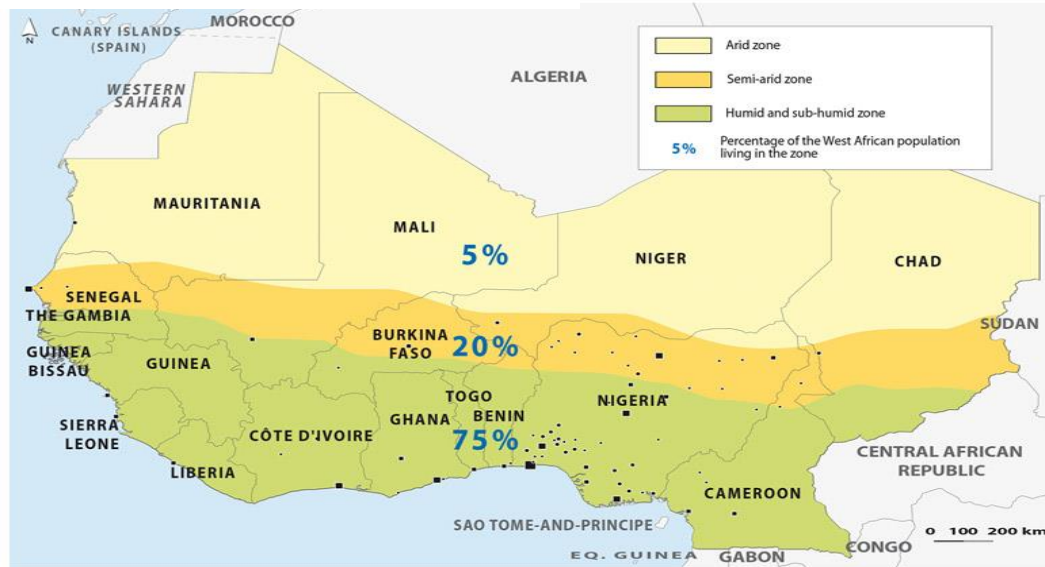 N
CANARY ISLANDS
(SPAIN)
MOROCCO
WESTERN
SAHARA
ALGERIA
Arid zone
Semi-arid zone
Humid and sub-humid zone
5%
Percentage of the West African population
living in the zone
MAURITANIA
MALI
5%
NIGER
CHAD
SENEGAL
THE GAMBIA
SUDAN
GUINEA
BISSAU
GUINEA
BURKINA
FASO
20%
SIERRA
LEONE
CÔTE D'IVOIRE
GHANA
TOGO
BENIN
75%
NIGERIA
LIBERIA
CAMEROON
CENTRAL AFRICAN
REPUBLIC
SAO TOME-AND-PRINCIPE
EQ. GUINEA
GABON
CONGO
0 100 200 km